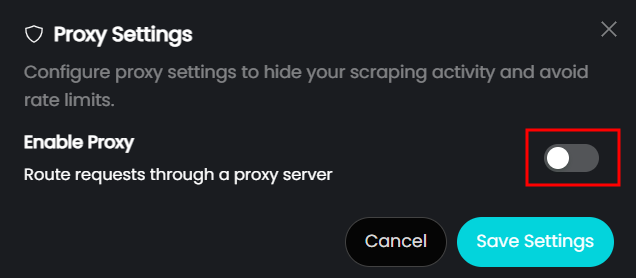 Proxy Settings
Configure proxy settings to hide your scraping activity and avoid
rate limits.
Enable Proxy
Route requests through a proxy server
Cancel
Save Settings